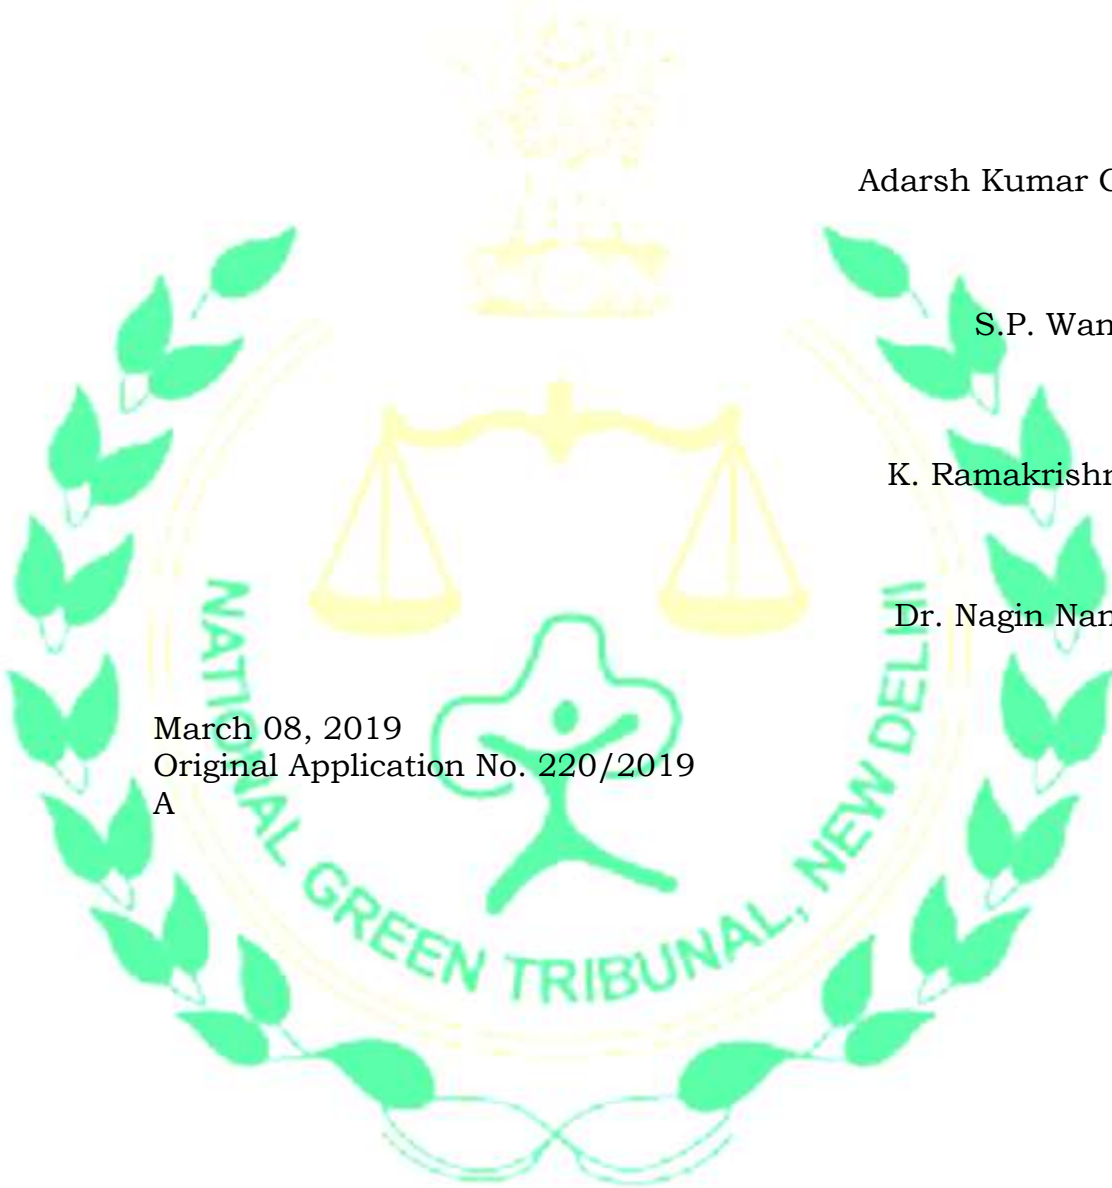 Adarsh Kumar
S.P.
K.
Dr. Nagin
March 08, 2019
Original Application No. 220/2019
A
NATIONAL GREEN TRIBUNAL, NEW DELHI